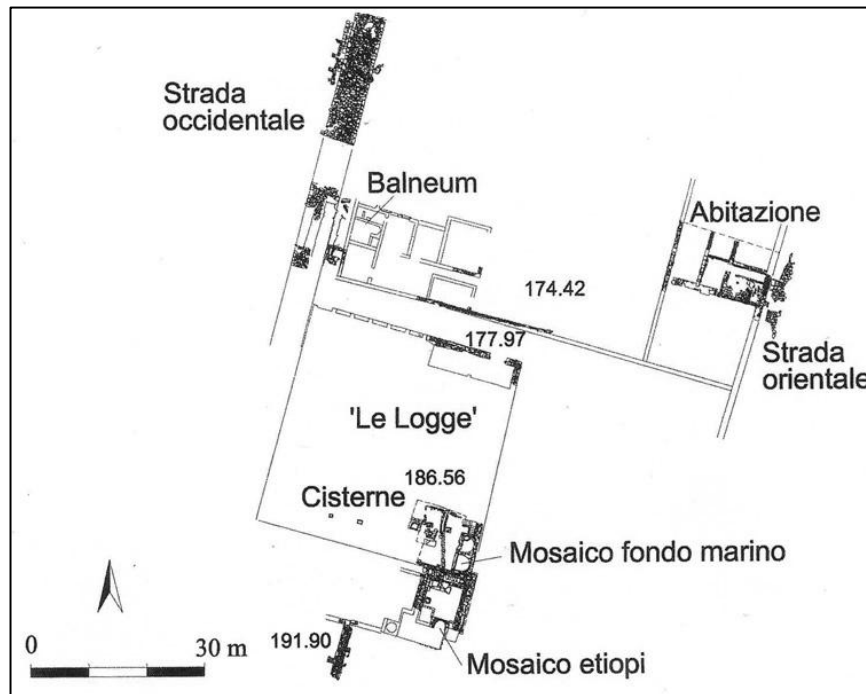 Strada
occidentale
Balneum
Abitazione
174.42
177.97
Strada
orientale
'Le Logge'
186.56
Cisterne
Mosaico fondo marino
0 30 m
191.90
Mosaico etiopi